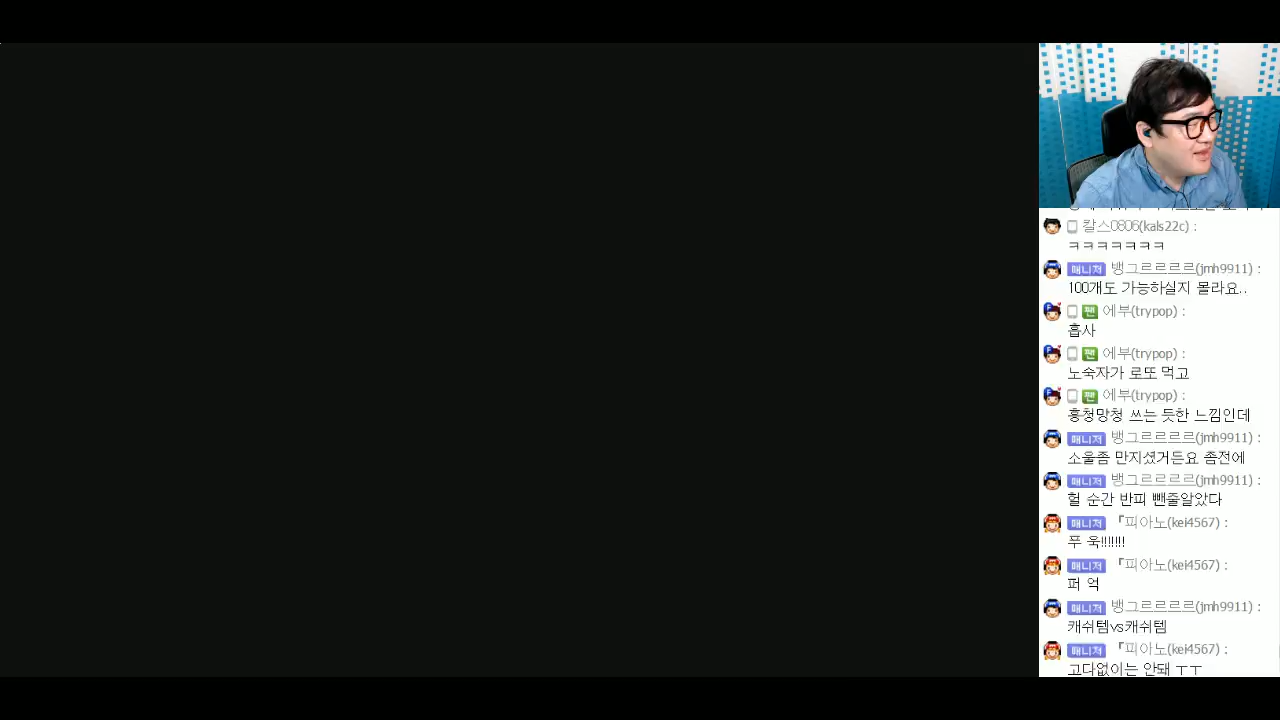 칼스0806(kals22c) :
ㅋㅋㅋㅋㅋㅋㅋ
매니저 뱅그르르르르(jmh9911) :
100개도 가능하실지 몰라요..
팬 에부(trypop) :
흡사
팬 에부(trypop) :
노숙자가 로또 먹고
팬 에부(trypop) :
흥청망청 쓰는 듯한 느낌인데
매니저 뱅그르르르르(jmh9911) :
소울좀 만지셨거든요 좀전에
매니저 뱅그르르르르(jmh9911) :
헐 순간 반피 뺀줄알았다
매니저 『피아노(kei4567) :
푸 욱!!!!!!!
매니저 『피아노(kei4567) :
퍼 억
매니저 뱅그르르르르(jmh9911) :
캐쉬템vs캐쉬템
매니저 『피아노(kei4567) :
고다없이는 안돼 ㅜㅜ